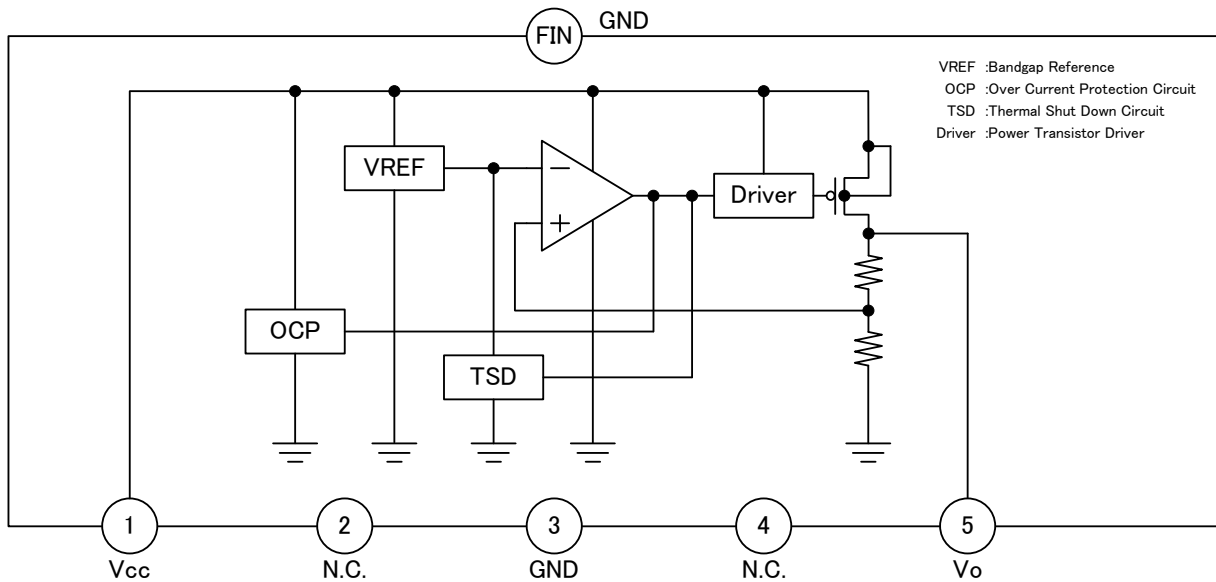 FIN GND
VREF :Bandgap Reference
OCP :Over Current Protection Circuit
TSD :Thermal Shut Down Circuit
Driver :Power Transistor Driver
VREF
−
+
Driver
OCP
TSD
1 2 3 4 5
Vcc N.C. GND N.C. Vo